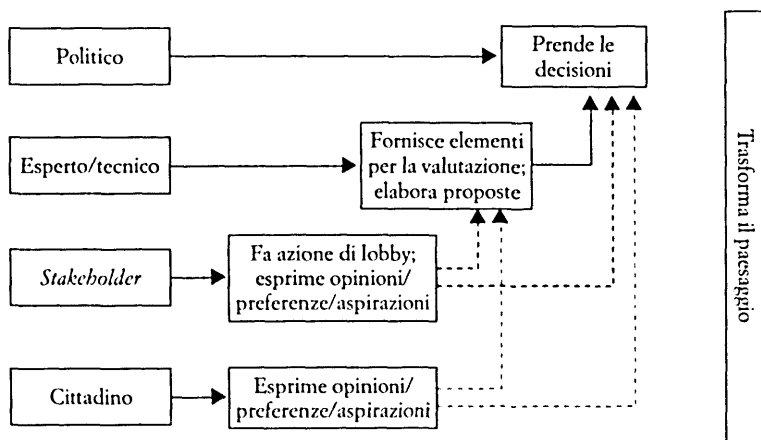 Politico
Prende le
decisioni
Esperto/tecnico
Fornisce elementi
per la valutazione;
elabora proposte
Stakeholder
Fa azione di lobby;
esprime opinioni/
preferenze/aspirazioni
Cittadino
Esprime opinioni/
preferenze/aspirazioni
Trasforma il paesaggio